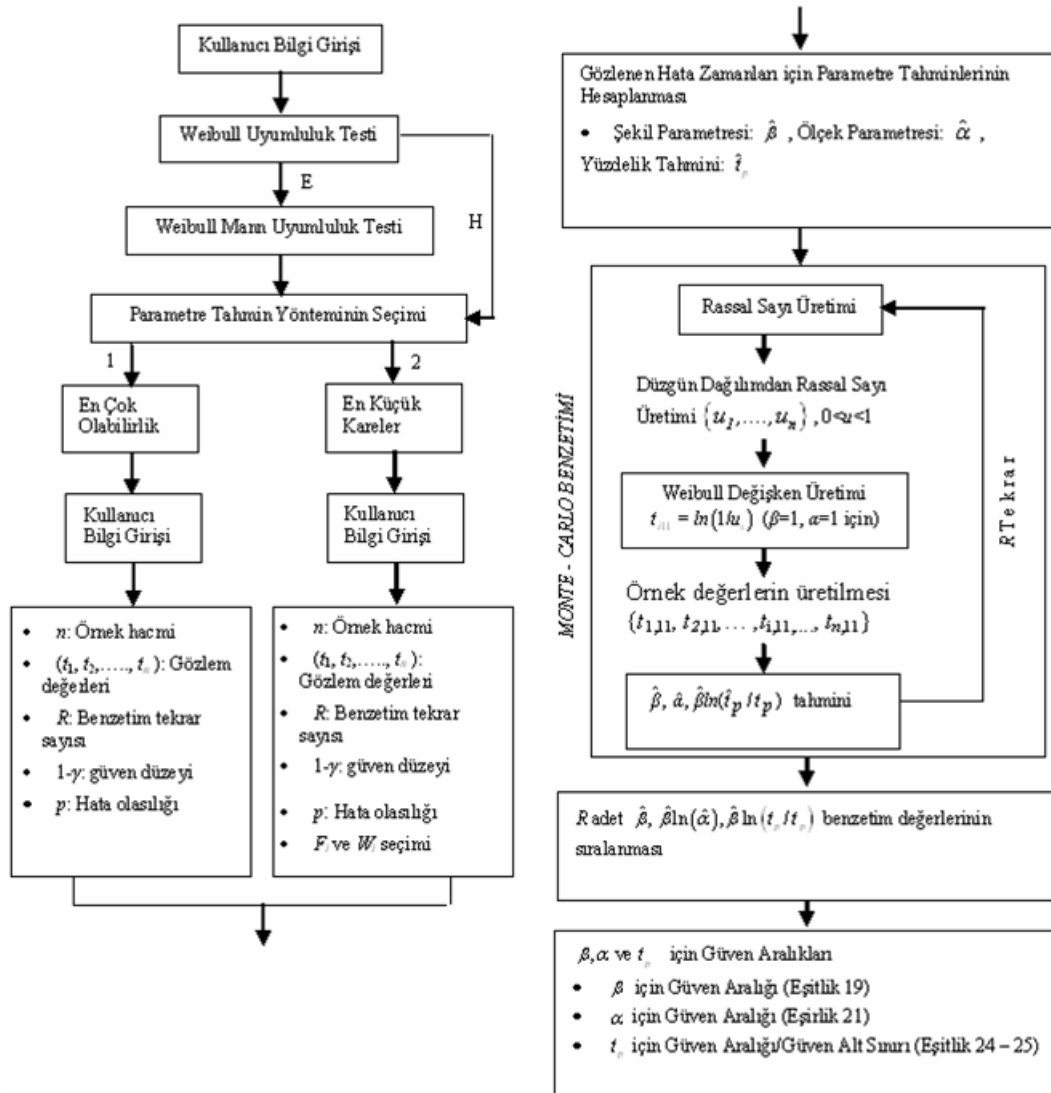 Kullanıcı Bilgi Girişi
Weibull Uyumluluk Testi
E
H
Weibull Mann Uyumluluk Testi
Parametre Tahmin Yönteminin Seçimi
1
2
En Çok
Olabilirlik
En Küçük
Kareler
Kullanıcı
Bilgi Girişi
Kullanıcı
Bilgi Girişi
• n: Örnek hacmi
• (t₁, t₂,....., tₙ): Gözlem
değerleri
• R: Benzetim tekrar
sayısı
• 1-γ: güven düzeyi
• p: Hata olasılığı
• n: Örnek hacmi
• (t₁, t₂,....., tₙ):
Gözlem değerleri
• R: Benzetim tekrar
sayısı
• 1-γ: güven düzeyi
• p: Hata olasılığı
• Fᵢ ve Wᵢ seçimi
Gözlenen Hata Zamanları için Parametre Tahminlerinin
Hesaplanması
• Şekil Parametresi: β̂ , Ölçek Parametresi: α̂ ,
Yüzdelik Tahmini: t̂ₚ
MONTE - CARLO BENZETİMİ
Rassal Sayı Üretimi
Düzgün Dağılımdan Rassal Sayı
Üretimi (u₁,....,uₙ) ,0<u<1
Weibull Değişken Üretimi
tᵢ₁₁ = ln(1/uᵢ) (β=1, α=1 için)
Örnek değerlerin üretilmesi
{t₁,₁₁, t₂,₁₁, ... ,tᵢ,₁₁,..., tₙ,₁₁}
β̂, α̂, β̂ln(t̂ₚ/tₚ) tahmini
R Tekrar
R adet β̂, β̂ln(α̂), β̂ln(tₚ/tₚ) benzetim değerlerinin
sıralanması
β,α ve tₚ için Güven Aralıkları
• β için Güven Aralığı (Eşitlik 19)
• α için Güven Aralığı (Eşirlik 21)
• tₚ için Güven Aralığı/Güven Alt Sınırı (Eşitlik 24 – 25)